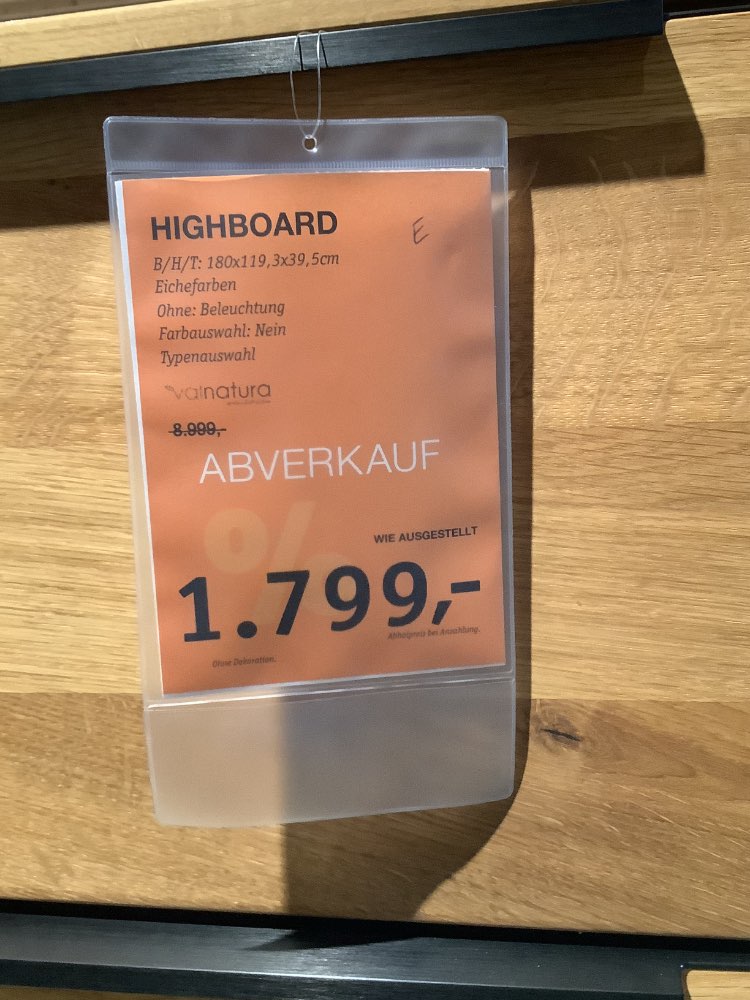 HIGHBOARD
E
B/H/T: 180x119,3x39,5cm
Eichefarben
Ohne: Beleuchtung
Farbauswahl: Nein
Typenauswahl
valnatura
8.999,-
ABVERKAUF
%
WIE AUSGESTELLT
1.799,-
Abholpreis bei Anzahlung.
Ohne Dekoration.